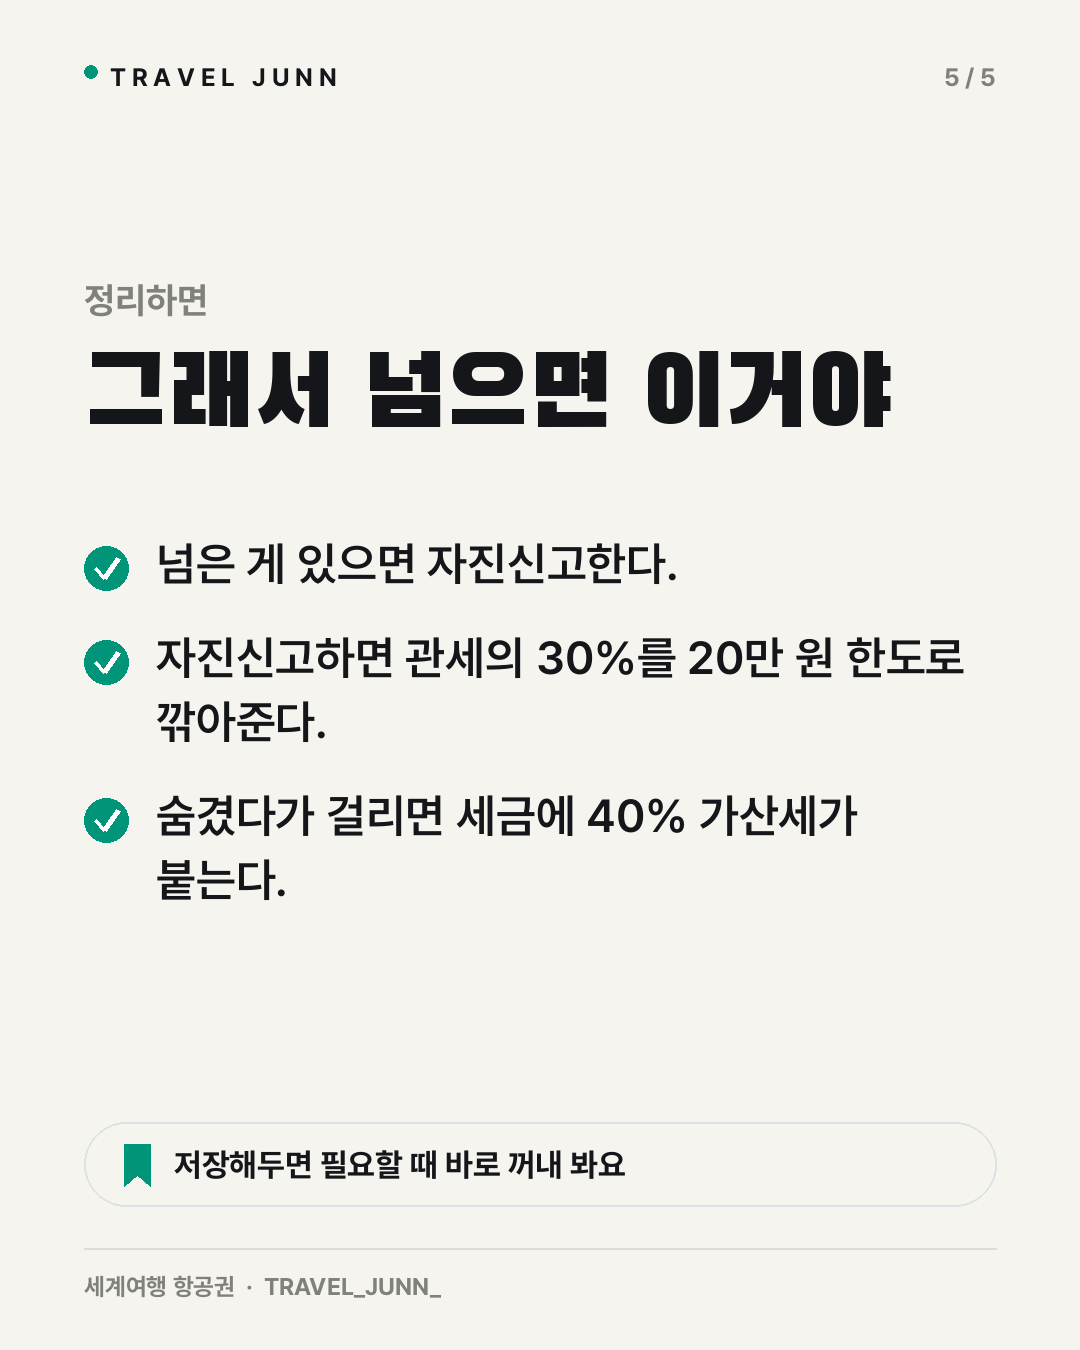 TRAVEL JUNN
5 / 5
정리하면
그래서 넘으면 이거야
넘은 게 있으면 자진신고한다.
자진신고하면 관세의 30%를 20만 원 한도로
깎아준다.
숨겼다가 걸리면 세금에 40% 가산세가
붙는다.
저장해두면 필요할 때 바로 꺼내 봐요
세계여행 항공권 · TRAVEL_JUNN_